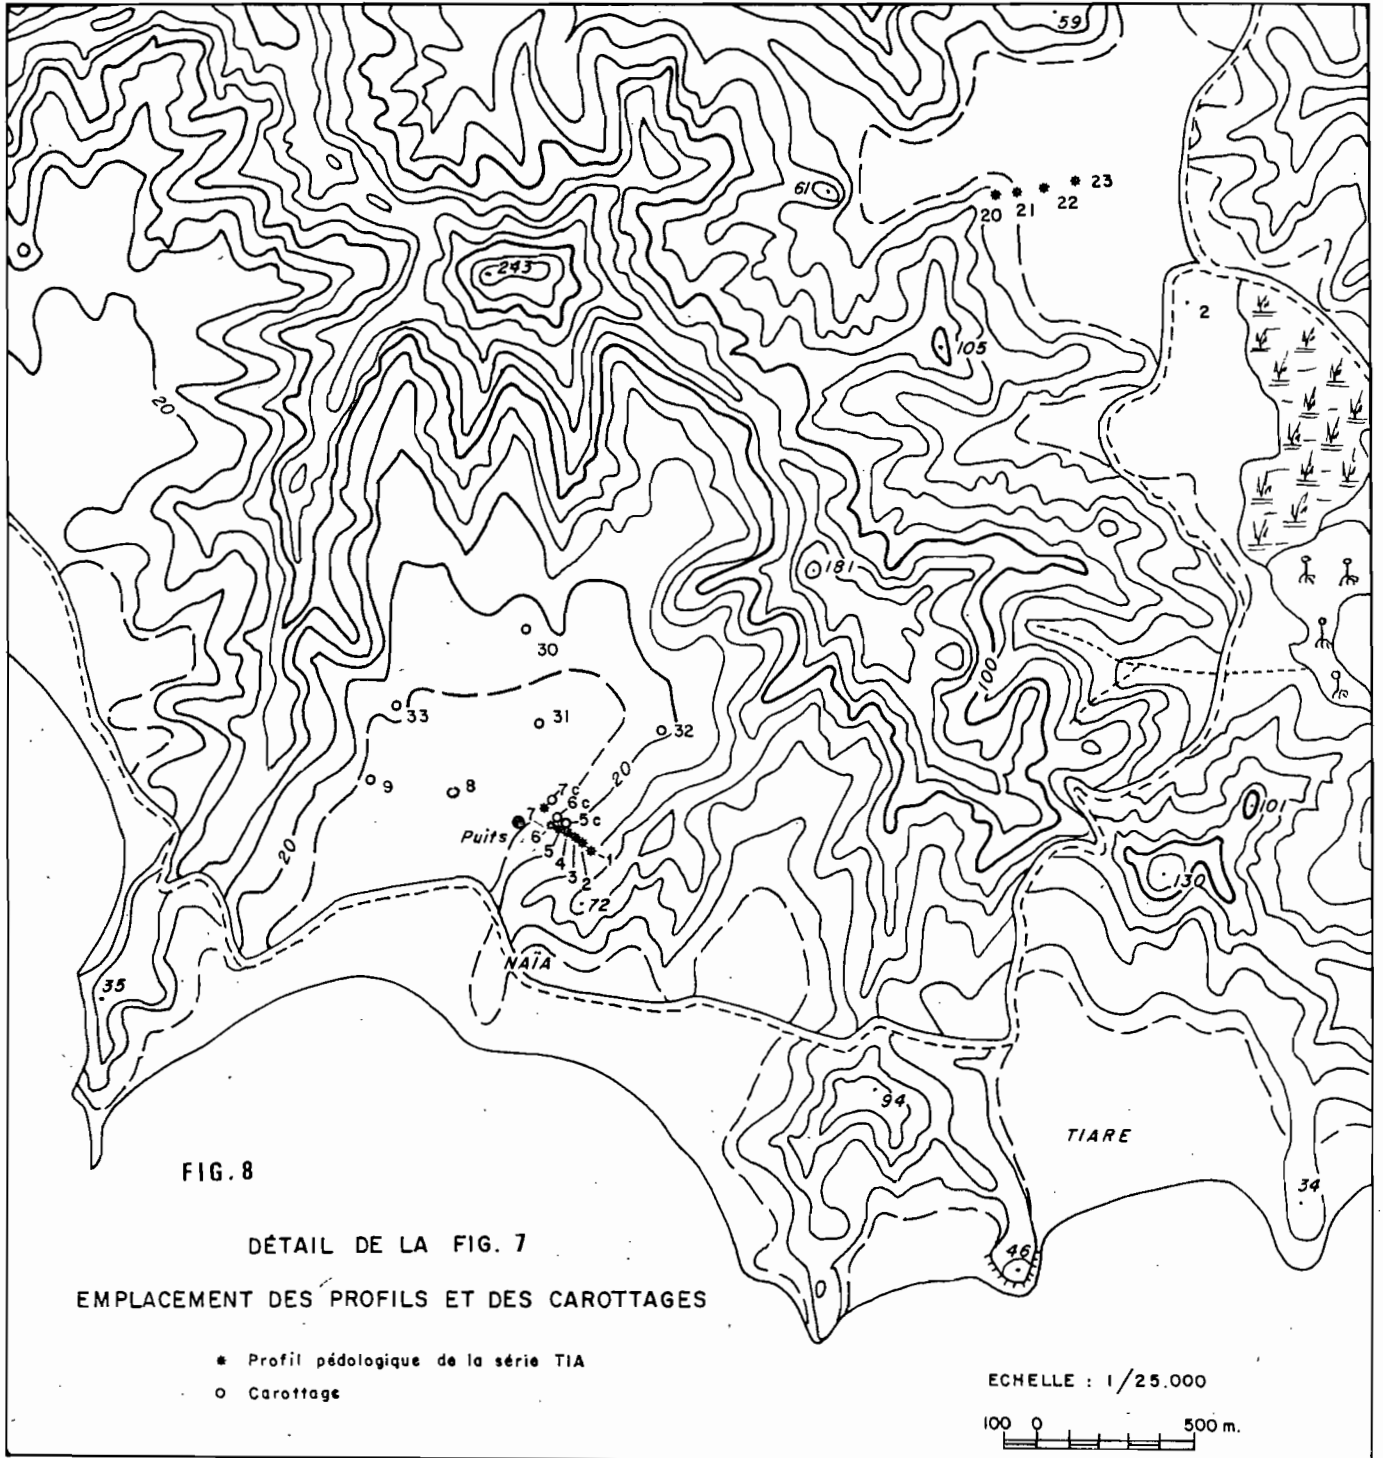 59
61
20 21 22 23
243
2
105
20
181
30
100
33
31
32
9
8
20
7c
6c
5c
7
Puits
6
5
4
3
2
1
20
72
101
130
NAÏA
35
94
TIARE
34
46
FIG. 8
DÉTAIL DE LA FIG. 7
EMPLACEMENT DES PROFILS ET DES CAROTTAGES
* Profil pédologique de la série TIA
o Carottage
ECHELLE : 1/25.000
100 0 500 m.